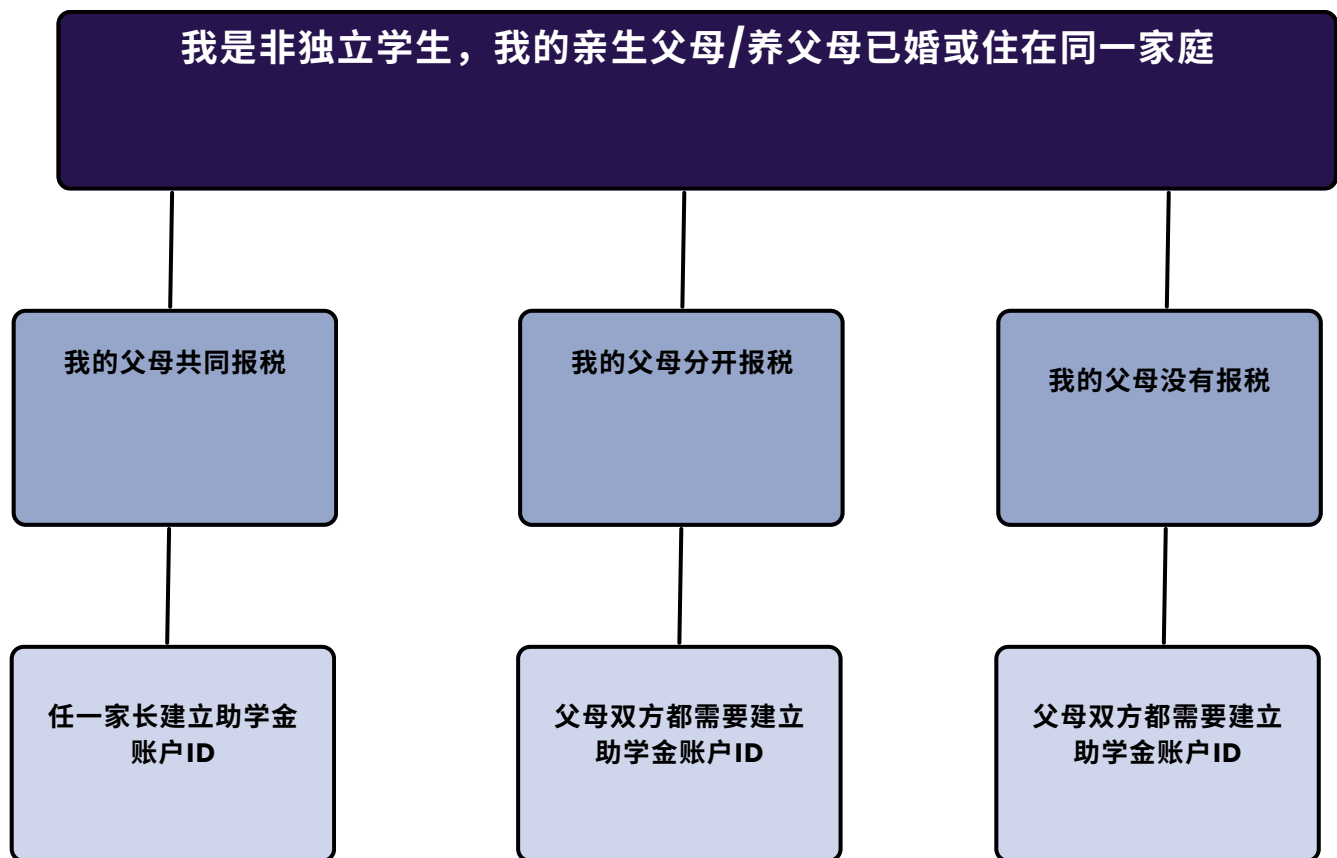 我是非独立学生，我的亲生父母/养父母已婚或住在同一家庭
我的父母共同报税
我的父母分开报税
我的父母没有报税
任一家长建立助学金
账户ID
父母双方都需要建立
助学金账户ID
父母双方都需要建立
助学金账户ID